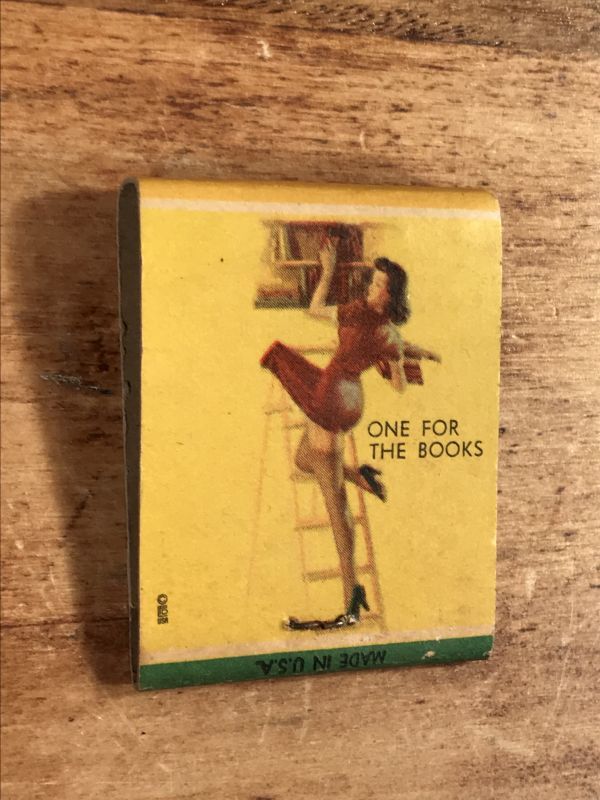 ONE FOR
THE BOOKS
MADE IN U.S.A.